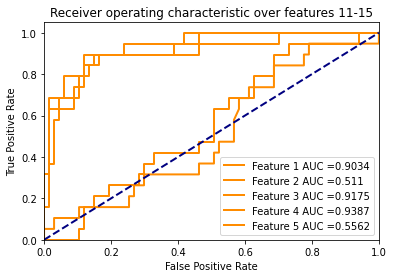 Receiver operating characteristic over features 11-15
True Positive Rate
1.0
0.8
0.6
0.4
0.2
0.0
Feature 1 AUC =0.9034
Feature 2 AUC =0.511
Feature 3 AUC =0.9175
Feature 4 AUC =0.9387
Feature 5 AUC =0.5562
0.0 0.2 0.4 0.6 0.8 1.0
False Positive Rate